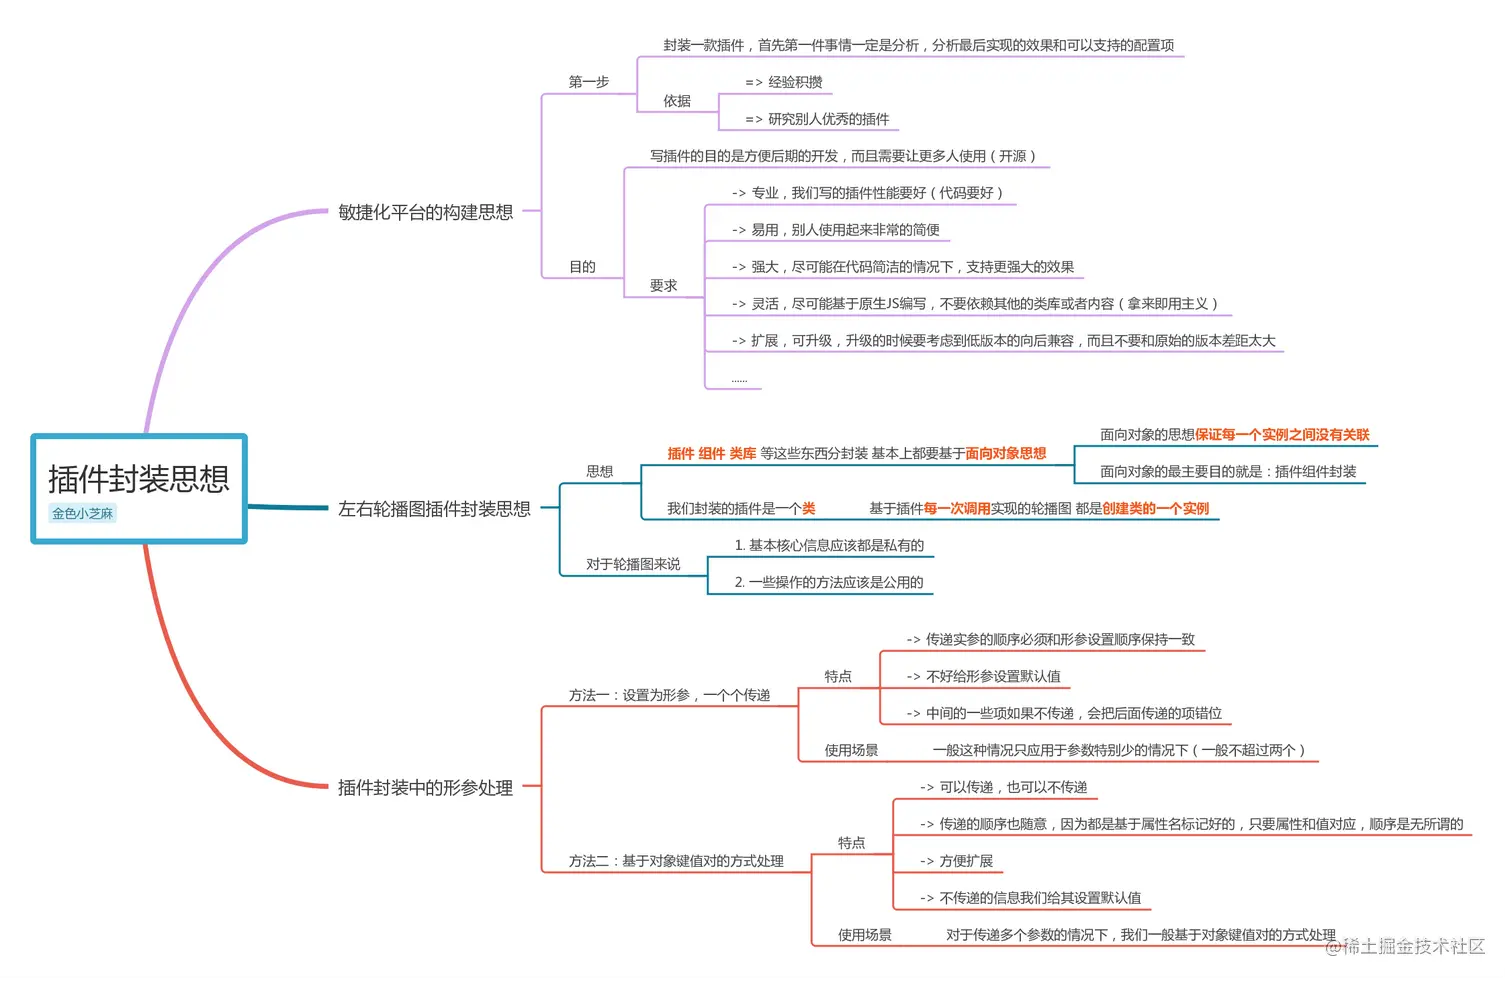 插件封装思想
金色小芝麻
敏捷化平台的构建思想
第一步
封装一款插件，首先第一件事情一定是分析，分析最后实现的效果和可以支持的配置项
依据
=> 经验积攒
=> 研究别人优秀的插件
目的
写插件的目的是方便后期的开发，而且需要让更多人使用（开源）
要求
-> 专业，我们写的插件性能要好（代码要好）
-> 易用，别人使用起来非常的简便
-> 强大，尽可能在代码简洁的情况下，支持更强大的效果
-> 灵活，尽可能基于原生JS编写，不要依赖其他的类库或者内容（拿来即用主义）
-> 扩展，可升级，升级的时候要考虑到低版本的向后兼容，而且不要和原始的版本差距太大
......
左右轮播图插件封装思想
思想
插件 组件 类库 等这些东西分封装 基本上都要基于面向对象思想
面向对象的思想保证每一个实例之间没有关联
面向对象的最主要目的就是：插件组件封装
我们封装的插件是一个类
基于插件每一次调用实现的轮播图 都是创建类的一个实例
对于轮播图来说
1. 基本核心信息应该都是私有的
2. 一些操作的方法应该是公用的
插件封装中的形参处理
方法一：设置为形参，一个个传递
特点
-> 传递实参的顺序必须和形参设置顺序保持一致
-> 不好给形参设置默认值
-> 中间的一些项如果不传递，会把后面传递的项错位
使用场景
一般这种情况只应用于参数特别少的情况下（一般不超过两个）
方法二：基于对象键值对的方式处理
特点
-> 可以传递，也可以不传递
-> 传递的顺序也随意，因为都是基于属性名标记好的，只要属性和值对应，顺序是无所谓的
-> 方便扩展
-> 不传递的信息我们给其设置默认值
使用场景
对于传递多个参数的情况下，我们一般基于对象键值对的方式处理
@稀土掘金技术社区